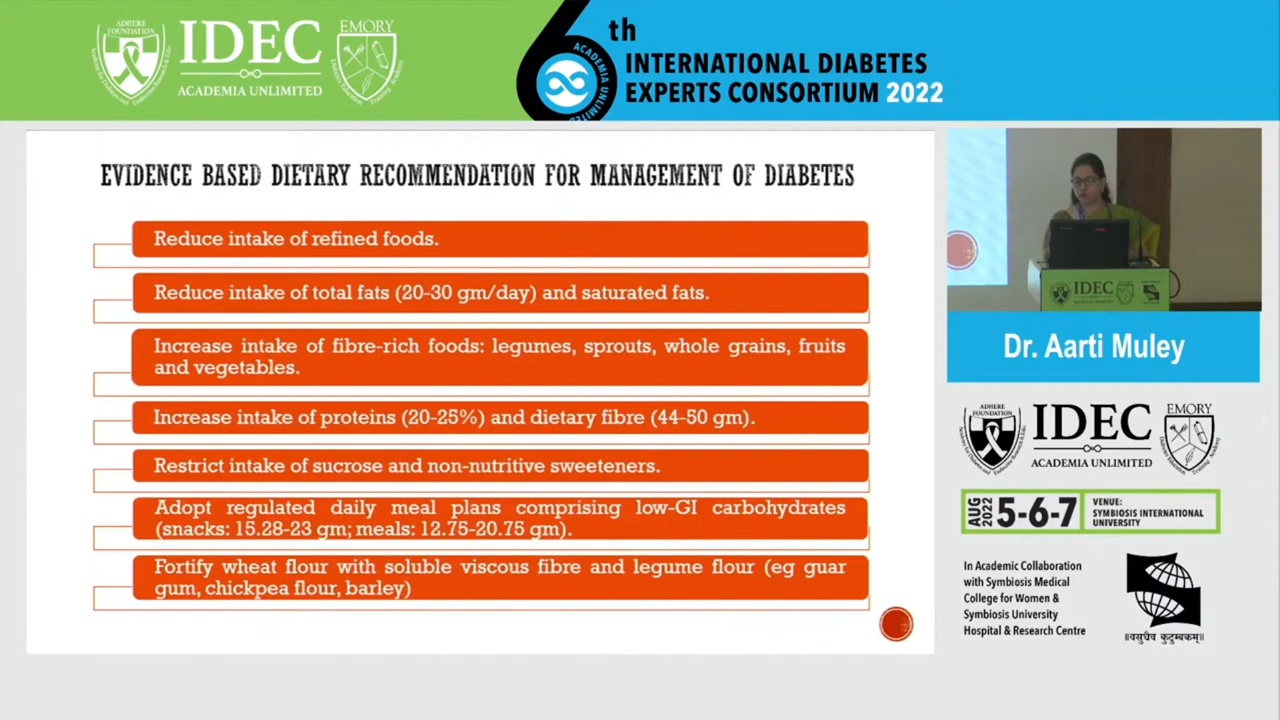 ADHERE
FOUNDATION
IDEC
ACADEMIA UNLIMITED
EMORY
6th
ACADEMIA UNLIMITED
INTERNATIONAL DIABETES
EXPERTS CONSORTIUM 2022
EVIDENCE BASED DIETARY RECOMMENDATION FOR MANAGEMENT OF DIABETES
Reduce intake of refined foods.
Reduce intake of total fats (20-30 gm/day) and saturated fats.
Increase intake of fibre-rich foods: legumes, sprouts, whole grains, fruits
and vegetables.
Increase intake of proteins (20-25%) and dietary fibre (44-50 gm).
Restrict intake of sucrose and non-nutritive sweeteners.
Adopt regulated daily meal plans comprising low-GI carbohydrates
(snacks: 15.28-23 gm; meals: 12.75-20.75 gm).
Fortify wheat flour with soluble viscous fibre and legume flour (eg guar
gum, chickpea flour, barley)
IDEC
Dr. Aarti Muley
ADHERE
FOUNDATION
IDEC
ACADEMIA UNLIMITED
EMORY
AUG
2022
5-6-7
VENUE:
SYMBIOSIS INTERNATIONAL
UNIVERSITY
In Academic Collaboration
with Symbiosis Medical
College for Women &
Symbiosis University
Hospital & Research Centre
॥वसुधैव कुटुम्बकम्॥